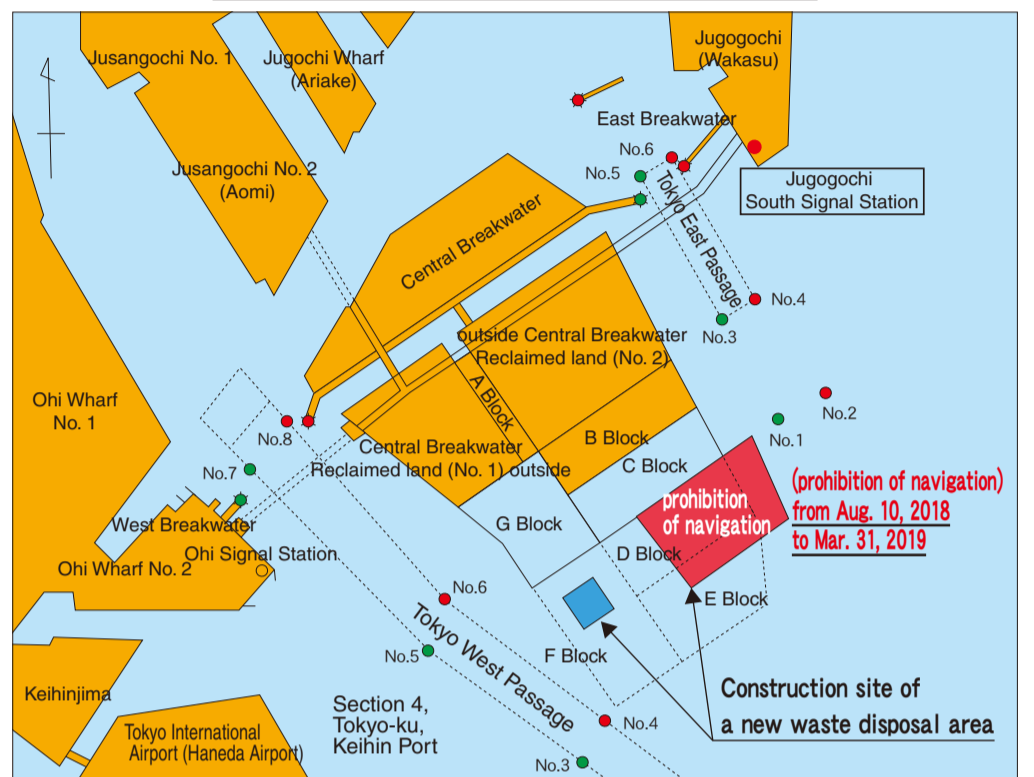 Jusangochi No. 1
Jugochi Wharf
(Ariake)
Jugogochi
(Wakasu)
East Breakwater
No.6
No.5
Jusangochi No. 2
(Aomi)
Tokyo East Passage
Jugogochi
South Signal Station
Central Breakwater
No.4
No.3
outside Central Breakwater
Reclaimed land (No. 2)
A Block
Ohi Wharf
No. 1
No.2
No.1
No.8
Central Breakwater
Reclaimed land (No. 1) outside
B Block
C Block
No.7
prohibition
of navigation
(prohibition of navigation)
from Aug. 10, 2018
to Mar. 31, 2019
West Breakwater
G Block
Ohi Signal Station
D Block
Ohi Wharf No. 2
E Block
No.6
Tokyo West Passage
No.5
F Block
Keihinjima
Construction site of
a new waste disposal area
Section 4,
Tokyo-ku,
Keihin Port
No.4
Tokyo International
Airport (Haneda Airport)
No.3